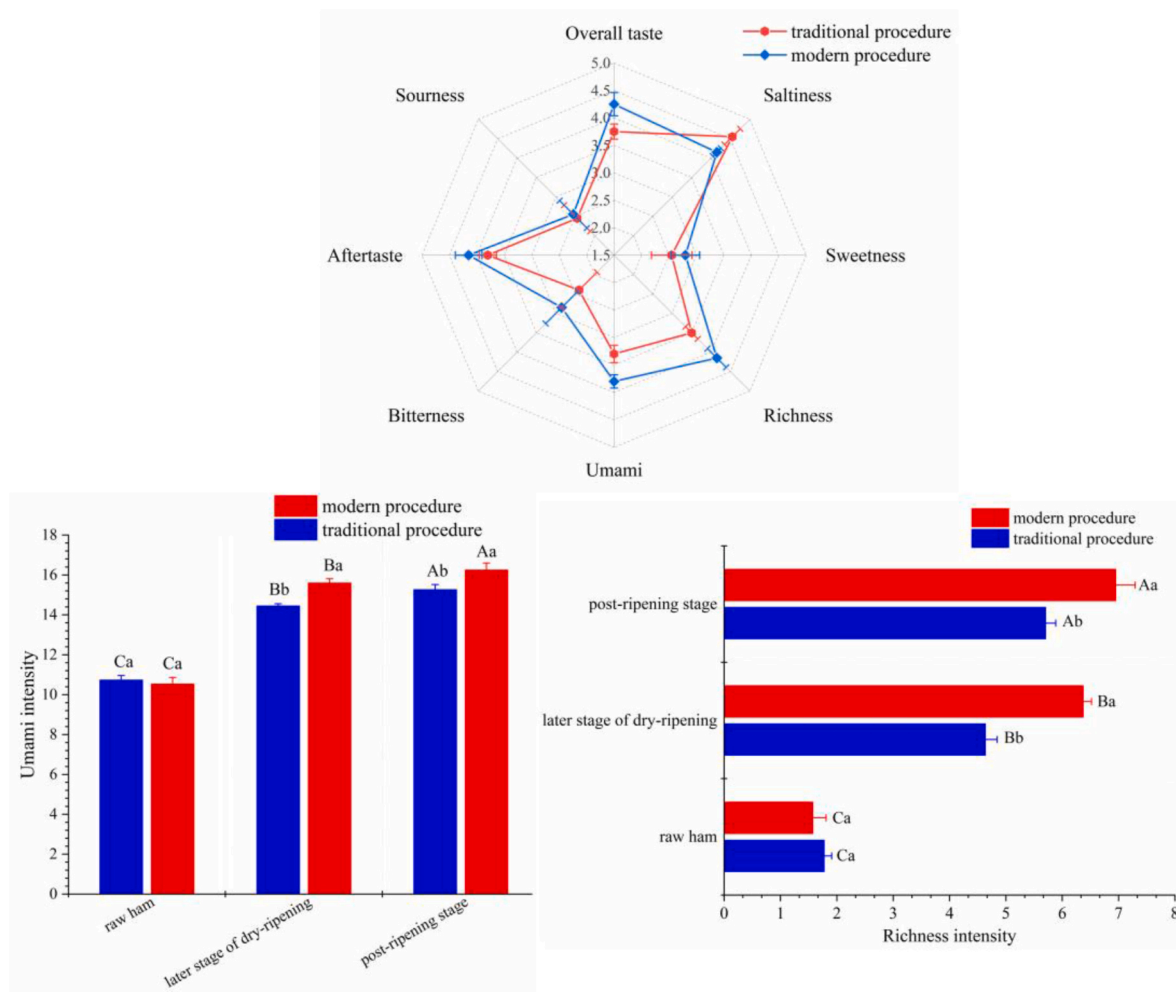 Overall taste
traditional procedure
modern procedure
Sourness
Saltiness
5.0
4.5
4.0
3.5
3.0
2.5
2.0
1.5
Aftertaste
Sweetness
Bitterness
Richness
Umami
modern procedure
traditional procedure
18
16
14
12
10
8
6
4
2
0
Umami intensity
Ca
Ca
Bb
Ba
Ab
Aa
raw ham
later stage of dry-ripening
post-ripening stage
modern procedure
traditional procedure
post-ripening stage
Aa
Ab
later stage of dry-ripening
Ba
Bb
raw ham
Ca
Ca
0 1 2 3 4 5 6 7 8
Richness intensity